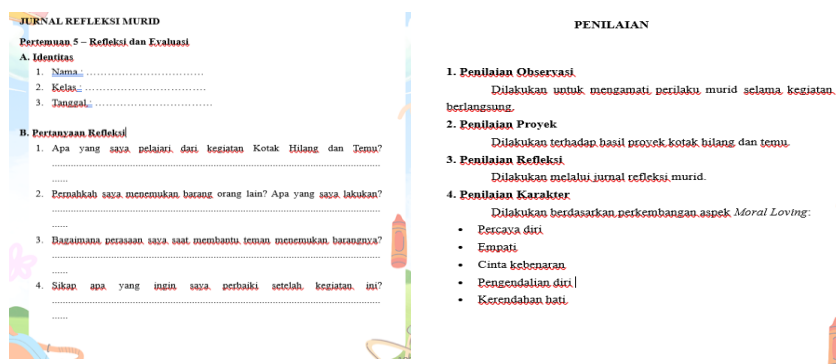 JURNAL REFLEKSI MURID
Pertemuan 5 – Refleksi dan Evaluasi
A. Identitas
1. Nama : ……………………………
2. Kelas : ……………………………
3. Tanggal : ……………………………
B. Pertanyaan Refleksi
1. Apa yang saya pelajari dari kegiatan Kotak Hilang dan Temu?
……………………………………………………………………………………
……
2. Pernahkah saya menemukan barang orang lain? Apa yang saya lakukan?
……………………………………………………………………………………
……
3. Bagaimana perasaan saya saat membantu teman menemukan barangnya?
……………………………………………………………………………………
……
4. Sikap apa yang ingin saya perbaiki setelah kegiatan ini?
……………………………………………………………………………………
……
PENILAIAN
1. Penilaian Observasi
Dilakukan untuk mengamati perilaku murid selama kegiatan
berlangsung.
2. Penilaian Proyek
Dilakukan terhadap hasil proyek kotak hilang dan temu.
3. Penilaian Refleksi
Dilakukan melalui jurnal refleksi murid.
4. Penilaian Karakter
Dilakukan berdasarkan perkembangan aspek Moral Loving:
• Percaya diri
• Empati
• Cinta kebenaran
• Pengendalian diri
• Kerendahan hati